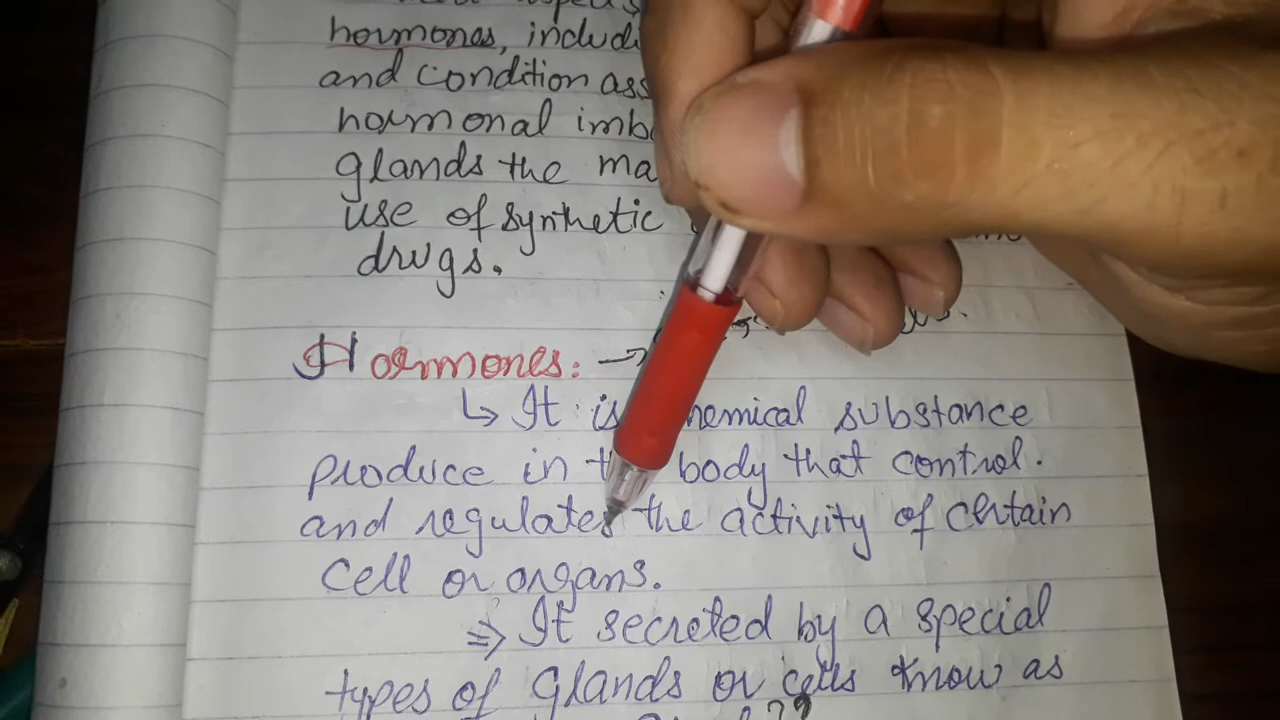 hormones, includi
and condition ass
hormonal imb
glands the ma
use of synthetic
drugs.
Hormones: →
↳ It is hemical substance
produce in t body that control.
and regulates the activity of certain
cell or organs.
⇒ It secreted by a special
types of glands or cells know as